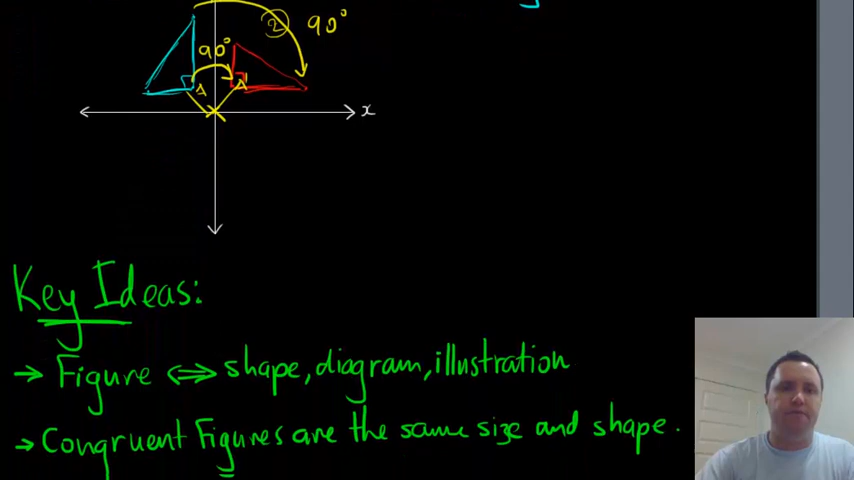 ② 90°
90°
A A'
x
Key Ideas:
→ Figure ⇔ shape, diagram, illustration
→ Congruent Figures are the same size and shape.